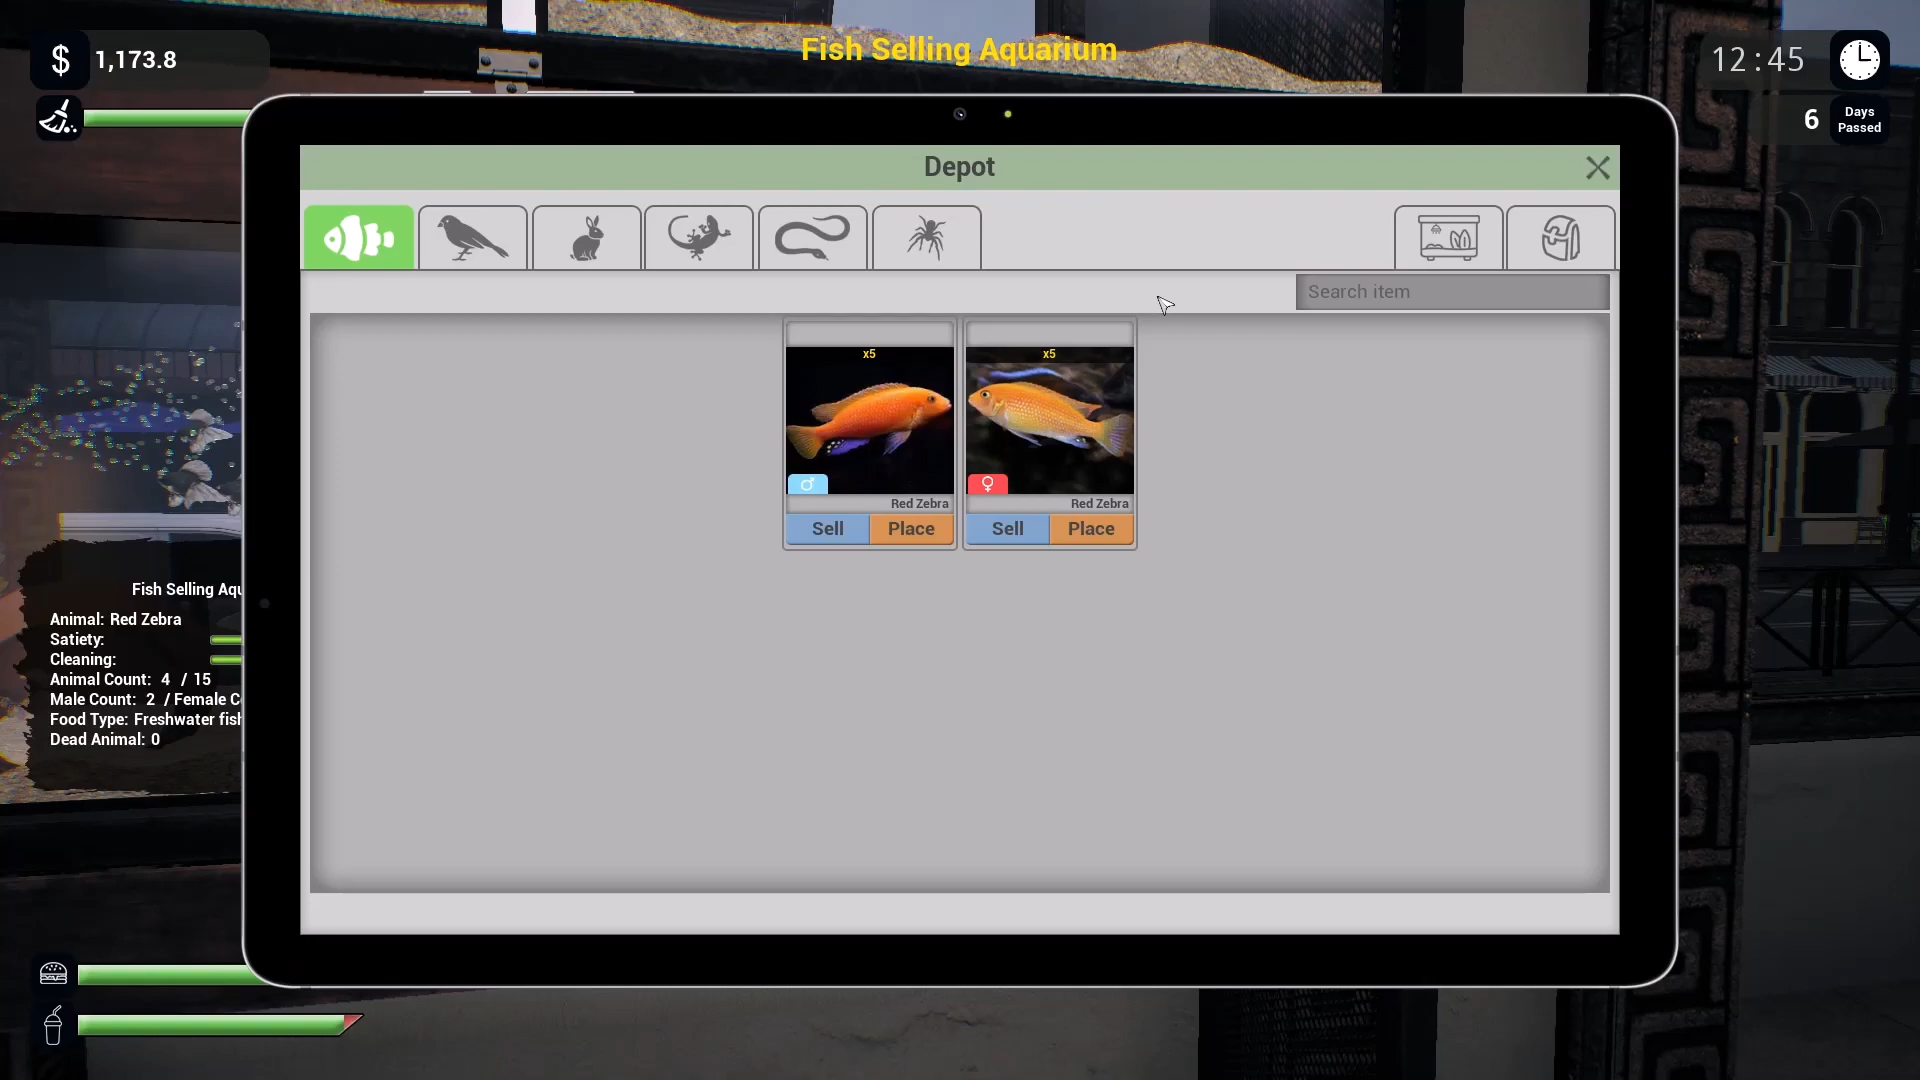 $ 1,173.8
Fish Selling Aquarium
12:45
6 Days Passed
Depot
Search item
x5
x5
Red Zebra
Red Zebra
Sell Place
Sell Place
Fish Selling Aqu
Animal: Red Zebra
Satiety:
Cleaning:
Animal Count: 4 / 15
Male Count: 2 / Female C
Food Type: Freshwater fish
Dead Animal: 0